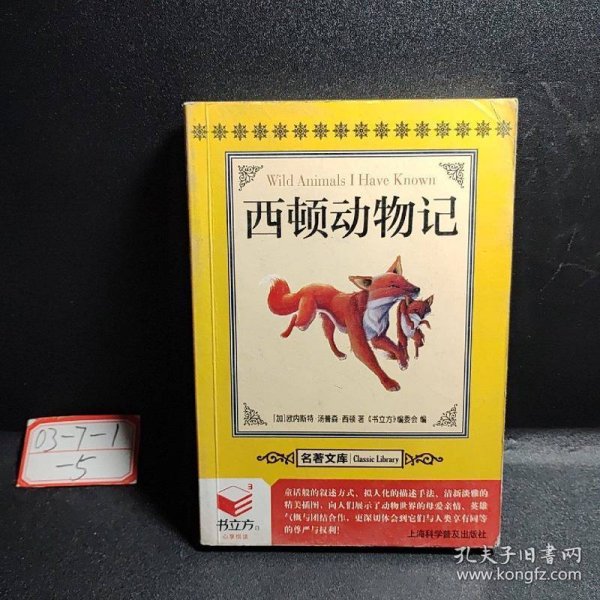 Wild Animals I Have Known
西顿动物记
[加]欧内斯特·汤普森·西顿 著《书立方》编委会 编
名著文库 Classic Library
3
书立方
心享悦读
童话般的叙述方式、拟人化的描述手法、清新淡雅的
精美插图，向人们展示了动物世界的母爱亲情、英雄
气概与团结合作，更深切体会到它们与人类享有同等
的尊严与权利！
上海科学普及出版社
03-7-1
-5
孔夫子旧书网
www.kongfz.com